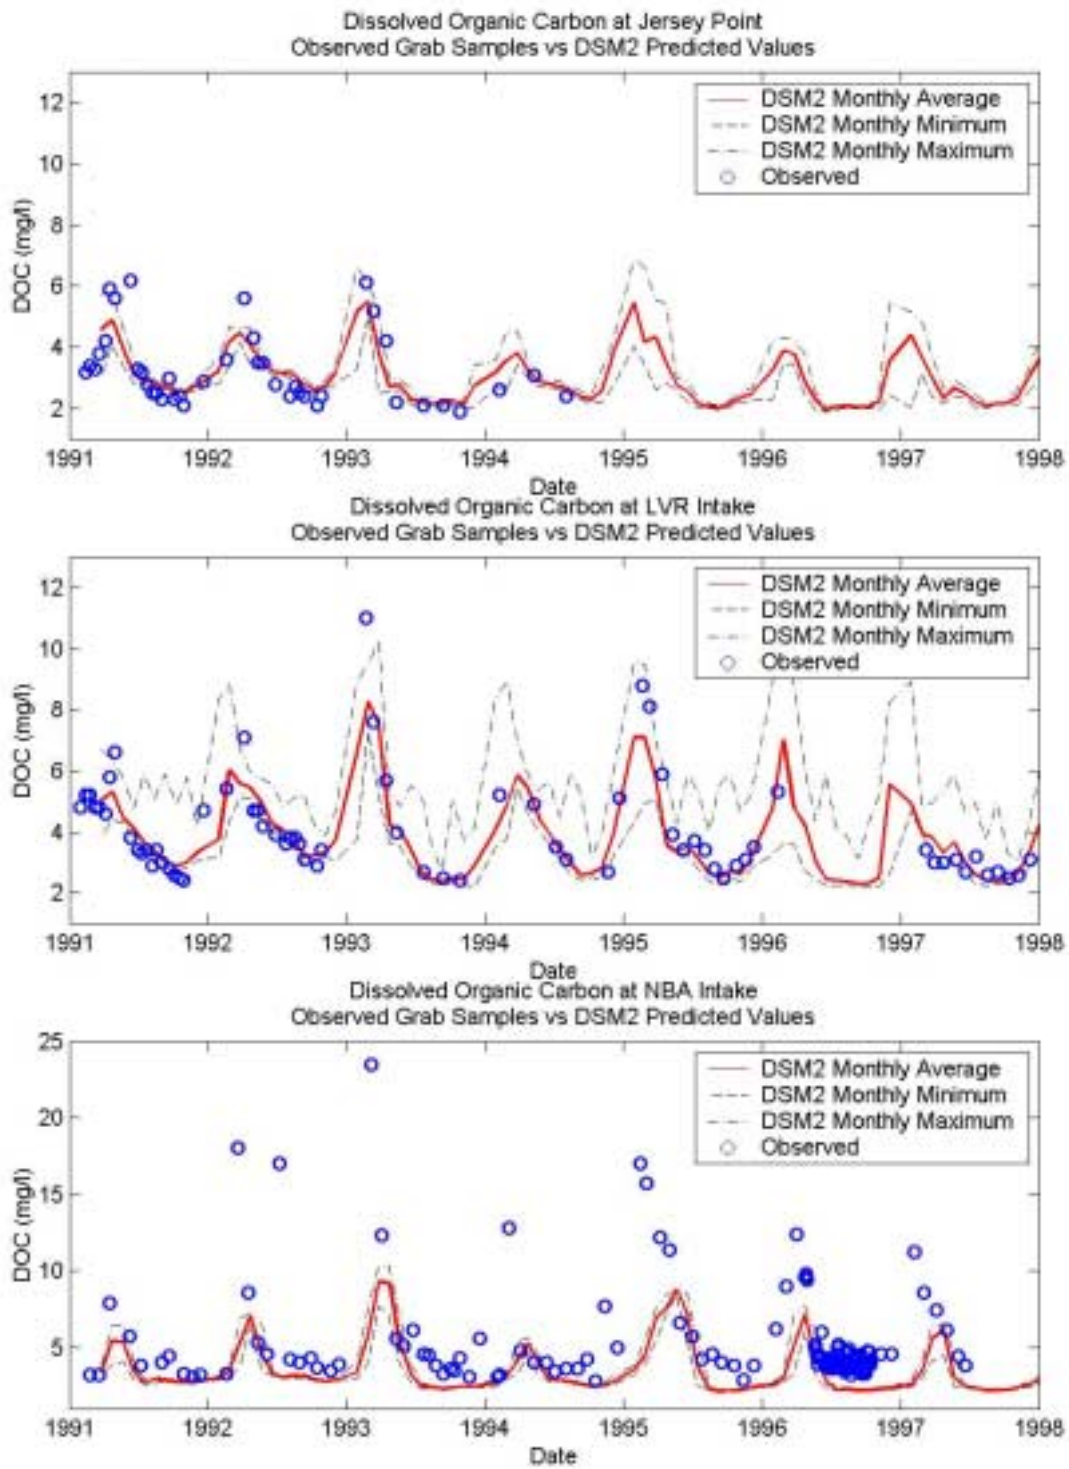 Dissolved Organic Carbon at Jersey Point
Observed Grab Samples vs DSM2 Predicted Values
12
10
8
6
4
2
DOC (mg/l)
DSM2 Monthly Average
DSM2 Monthly Minimum
DSM2 Monthly Maximum
Observed
1991 1992 1993 1994 1995 1996 1997 1998
Date
Dissolved Organic Carbon at LVR Intake
Observed Grab Samples vs DSM2 Predicted Values
12
10
8
6
4
2
DOC (mg/l)
DSM2 Monthly Average
DSM2 Monthly Minimum
DSM2 Monthly Maximum
Observed
1991 1992 1993 1994 1995 1996 1997 1998
Date
Dissolved Organic Carbon at NBA Intake
Observed Grab Samples vs DSM2 Predicted Values
25
20
15
10
5
DOC (mg/l)
DSM2 Monthly Average
DSM2 Monthly Minimum
DSM2 Monthly Maximum
Observed
1991 1992 1993 1994 1995 1996 1997 1998
Date